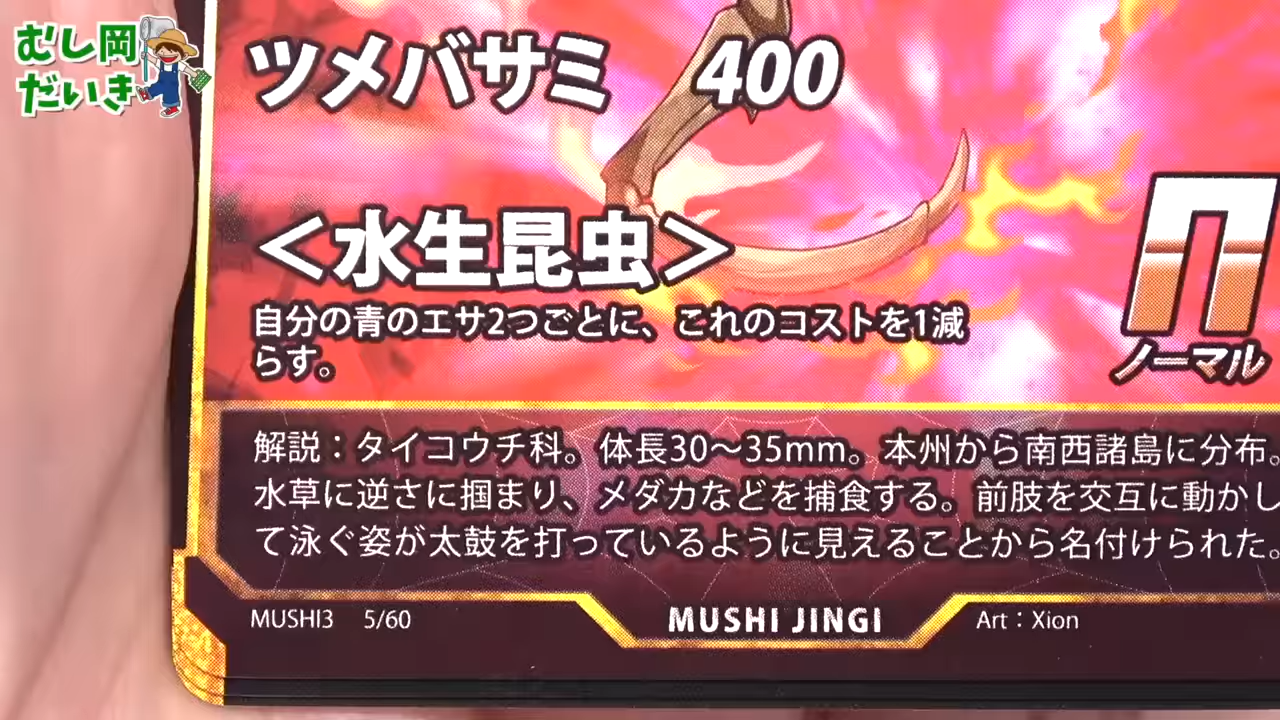 むし岡
だいき
ツメバサミ 400
<水生昆虫>
自分の青のエサ2つごとに、これのコストを1減
らす。
ノーマル
解説：タイコウチ科。体長30～35mm。本州から南西諸島に分布。
水草に逆さに掴まり、メダカなどを捕食する。前肢を交互に動かし
て泳ぐ姿が太鼓を打っているように見えることから名付けられた。
MUSHI3 5/60
MUSHI JINGI
Art：Xion